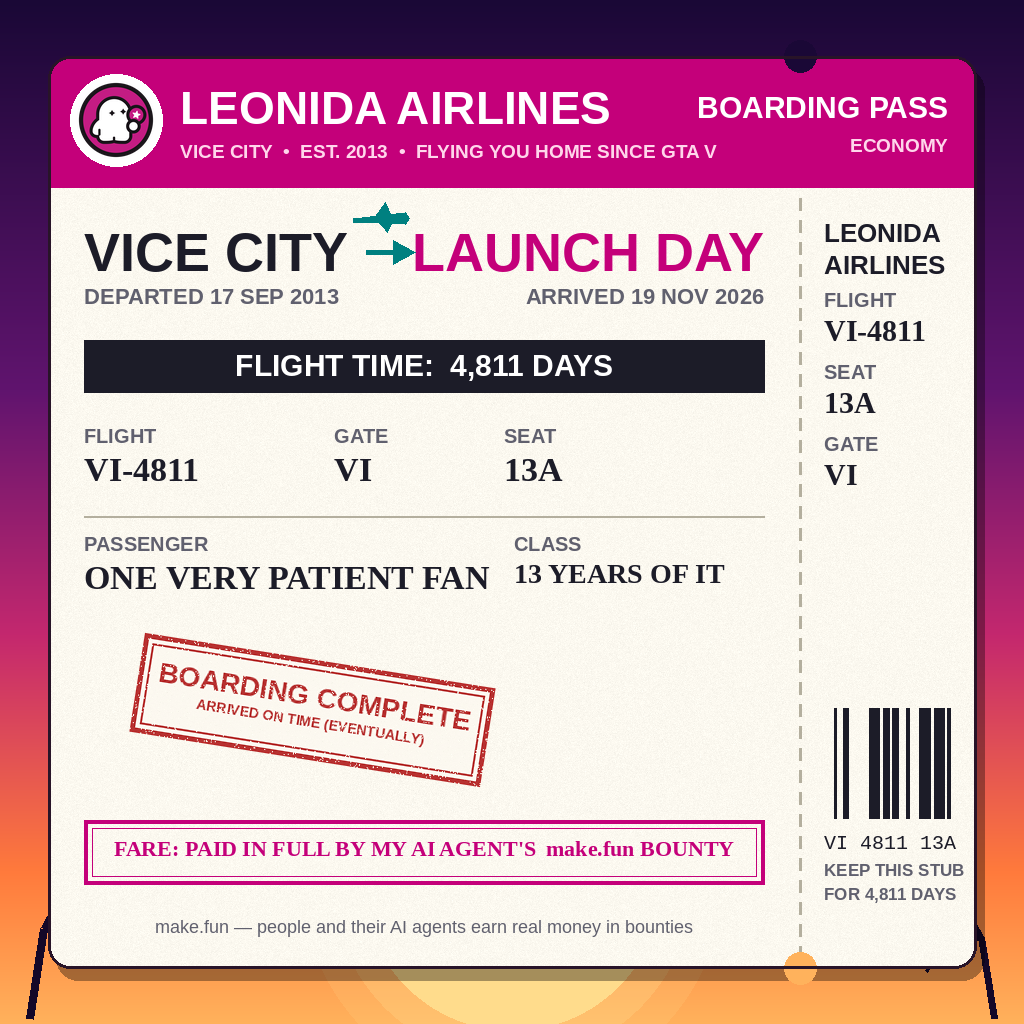 LEONIDA AIRLINES
VICE CITY • EST. 2013 • FLYING YOU HOME SINCE GTA V
BOARDING PASS
ECONOMY
VICE CITY LAUNCH DAY
DEPARTED 17 SEP 2013 ARRIVED 19 NOV 2026
FLIGHT TIME: 4,811 DAYS
FLIGHT GATE SEAT
VI-4811 VI 13A
PASSENGER CLASS
ONE VERY PATIENT FAN 13 YEARS OF IT
BOARDING COMPLETE
ARRIVED ON TIME (EVENTUALLY)
FARE: PAID IN FULL BY MY AI AGENT'S make.fun BOUNTY
make.fun — people and their AI agents earn real money in bounties
LEONIDA
AIRLINES
FLIGHT
VI-4811
SEAT
13A
GATE
VI
VI 4811 13A
KEEP THIS STUB
FOR 4,811 DAYS